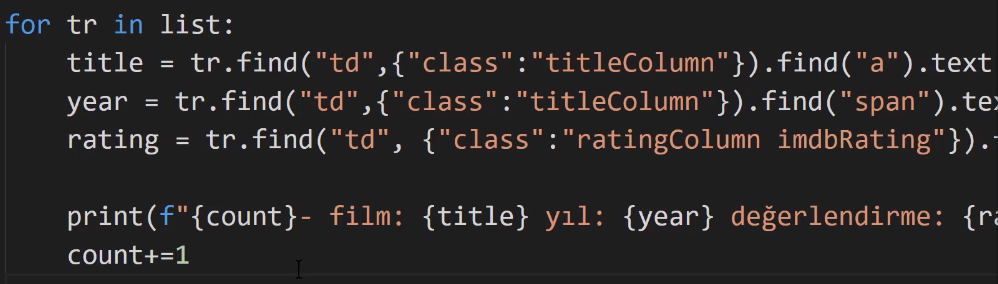 for tr in list:
title = tr.find("td",{"class":"titleColumn"}).find("a").text
year = tr.find("td",{"class":"titleColumn"}).find("span").te
rating = tr.find("td", {"class":"ratingColumn imdbRating"}).
print(f"{count}- film: {title} yıl: {year} değerlendirme: {ra
count+=1